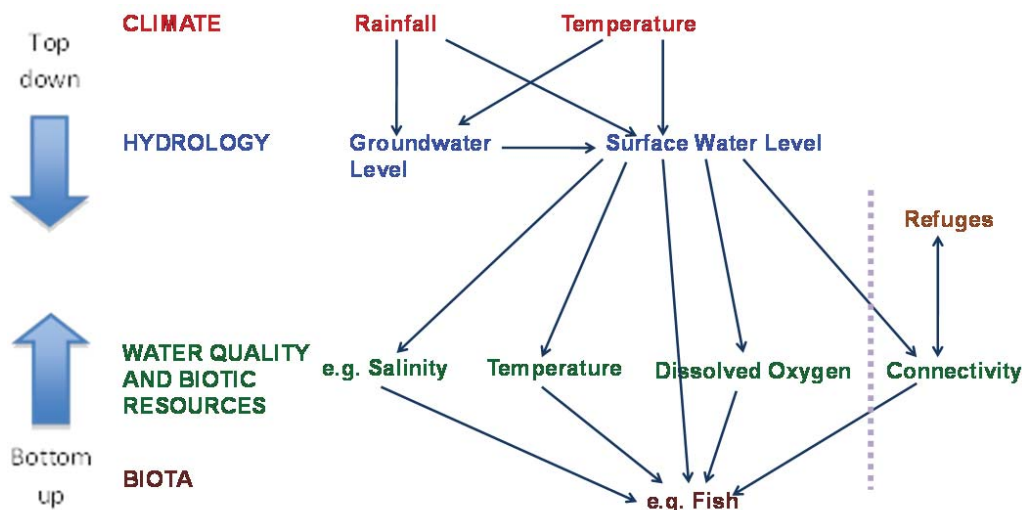 Top
down
CLIMATE
Rainfall
Temperature
HYDROLOGY
Groundwater
Level
Surface Water Level
Refuges
WATER QUALITY
AND BIOTIC
RESOURCES
e.g. Salinity
Temperature
Dissolved Oxygen
Connectivity
Bottom
up
BIOTA
e.g. Fish